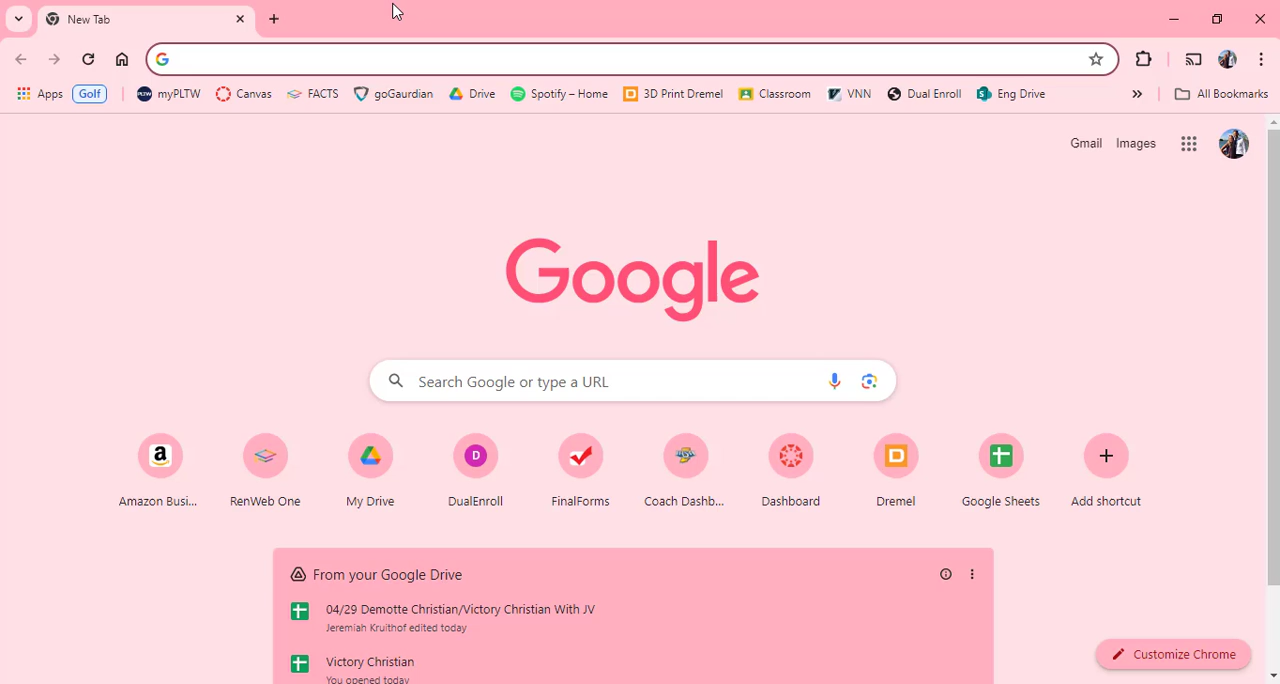 New Tab
Apps Golf myPLTW Canvas FACTS goGaurdian Drive Spotify – Home 3D Print Dremel Classroom VNN Dual Enroll Eng Drive » All Bookmarks
Gmail Images
Google
Search Google or type a URL
Amazon Busi... RenWeb One My Drive DualEnroll FinalForms Coach Dashb... Dashboard Dremel Google Sheets Add shortcut
From your Google Drive
04/29 Demotte Christian/Victory Christian With JV
Jeremiah Kruithof edited today
Victory Christian
You opened today
Customize Chrome